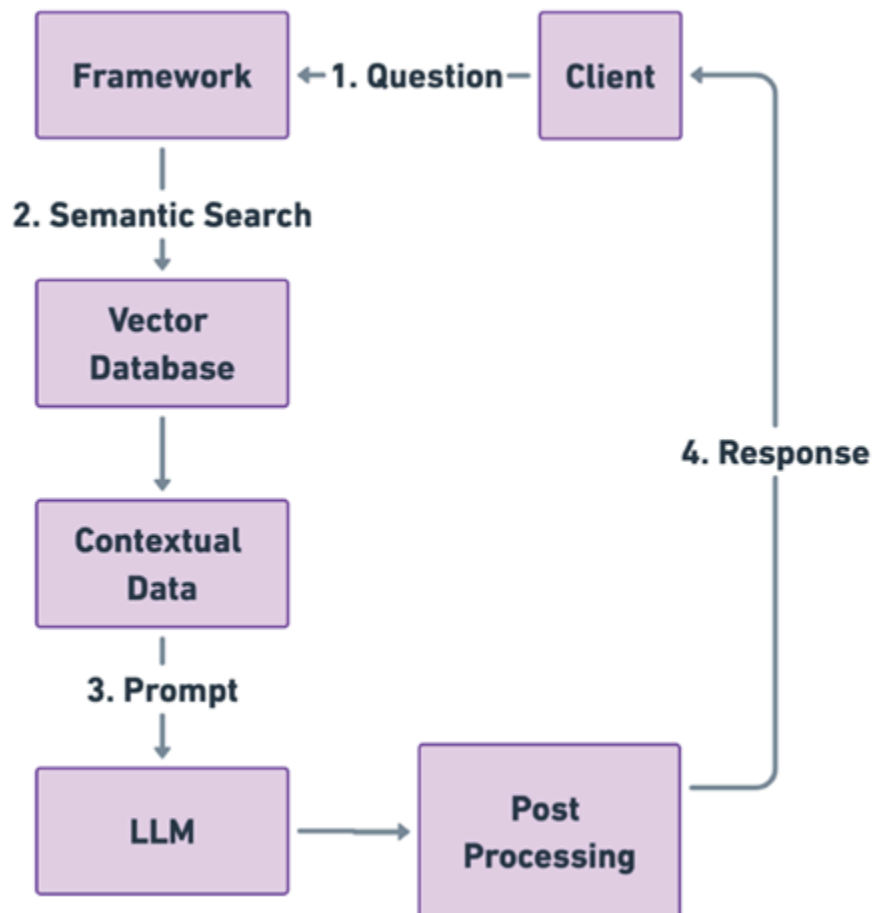 Framework
1. Question
Client
2. Semantic Search
Vector
Database
Contextual
Data
4. Response
3. Prompt
LLM
Post
Processing